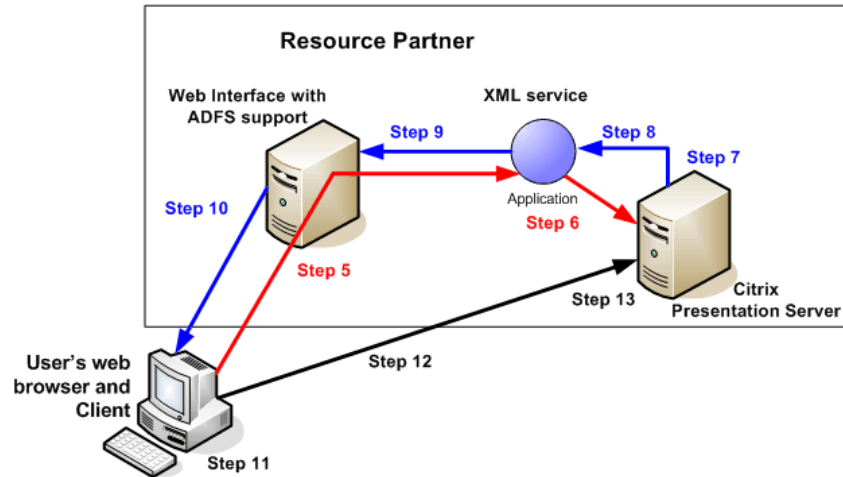 Resource Partner
Web Interface with
ADFS support
XML service
Step 9
Step 8
Step 7
Application
Step 10
Step 6
Step 5
Step 13
Citrix
Presentation Server
User's web
browser and
Client
Step 12
Step 11